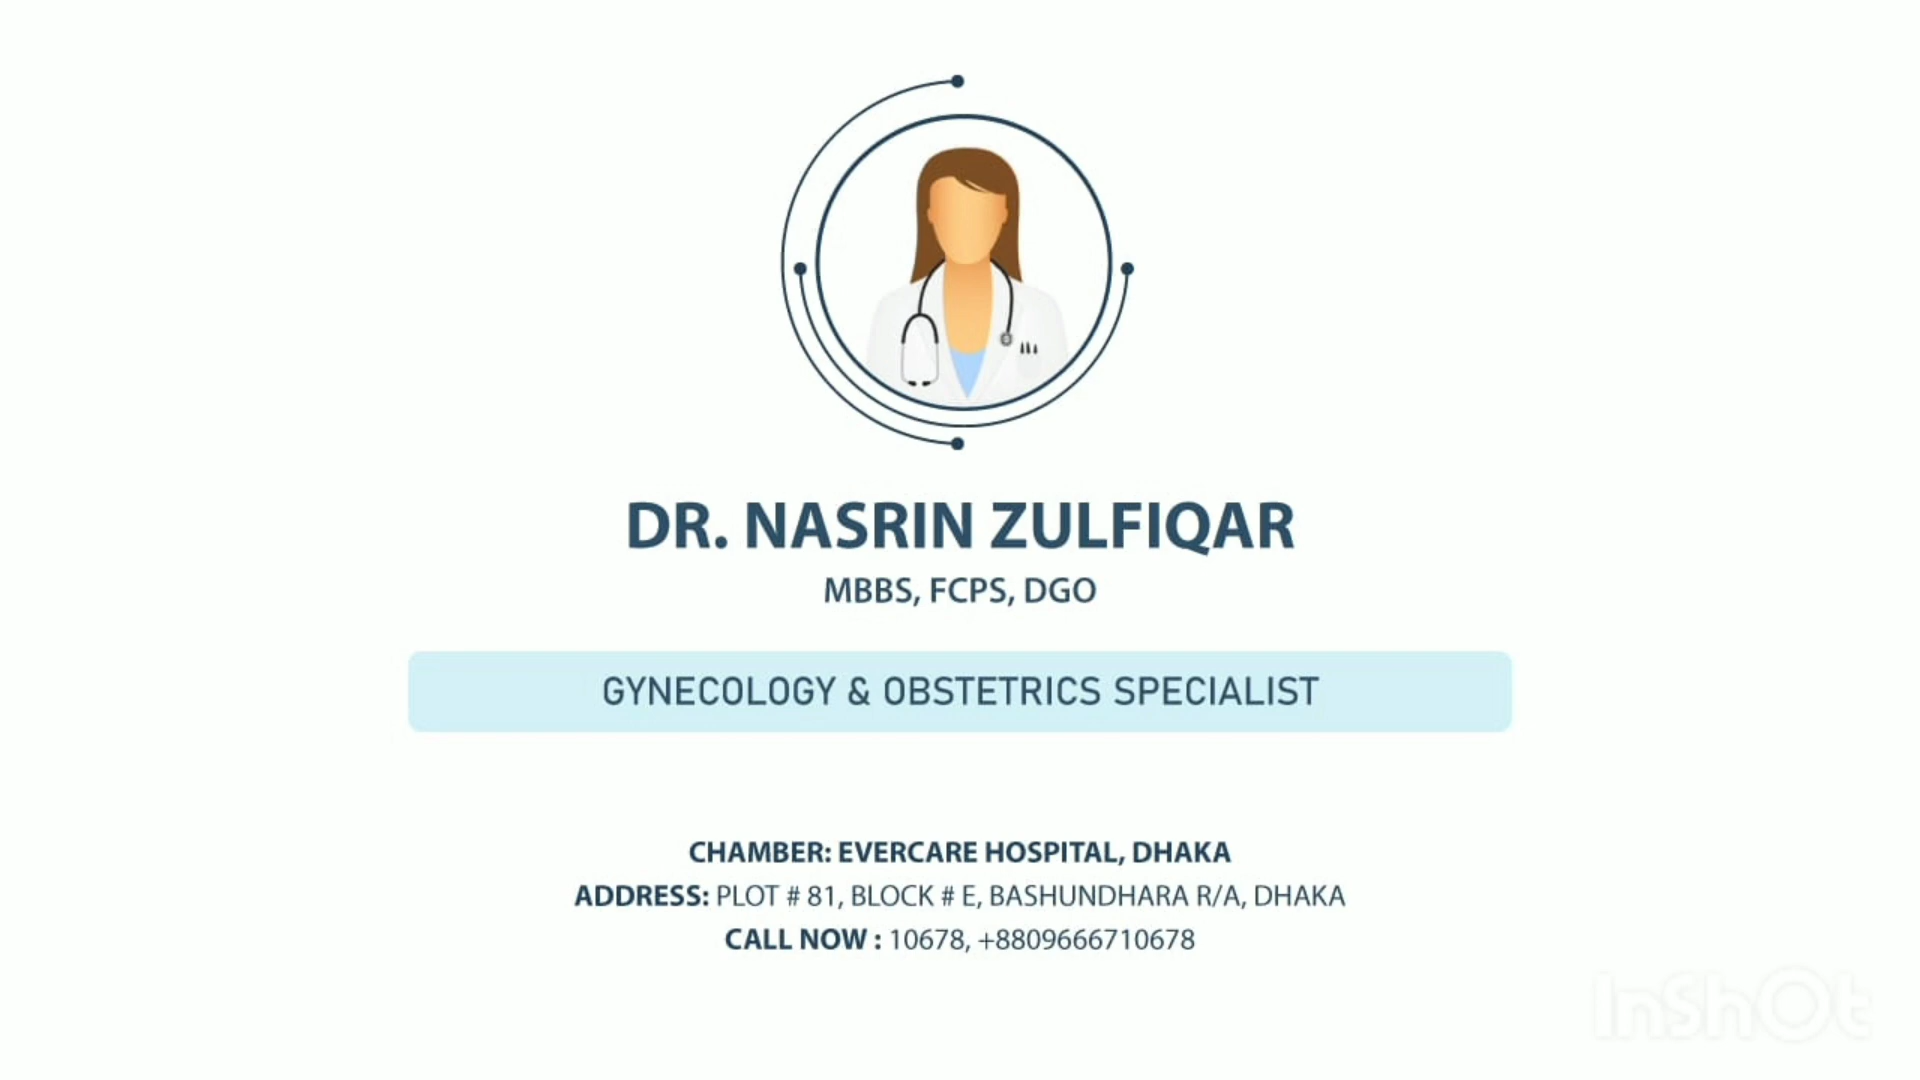 DR. NASRIN ZULFIQAR
MBBS, FCPS, DGO
GYNECOLOGY & OBSTETRICS SPECIALIST
CHAMBER: EVERCARE HOSPITAL, DHAKA
ADDRESS: PLOT # 81, BLOCK # E, BASHUNDHARA R/A, DHAKA
CALL NOW : 10678, +8809666710678
InShOt